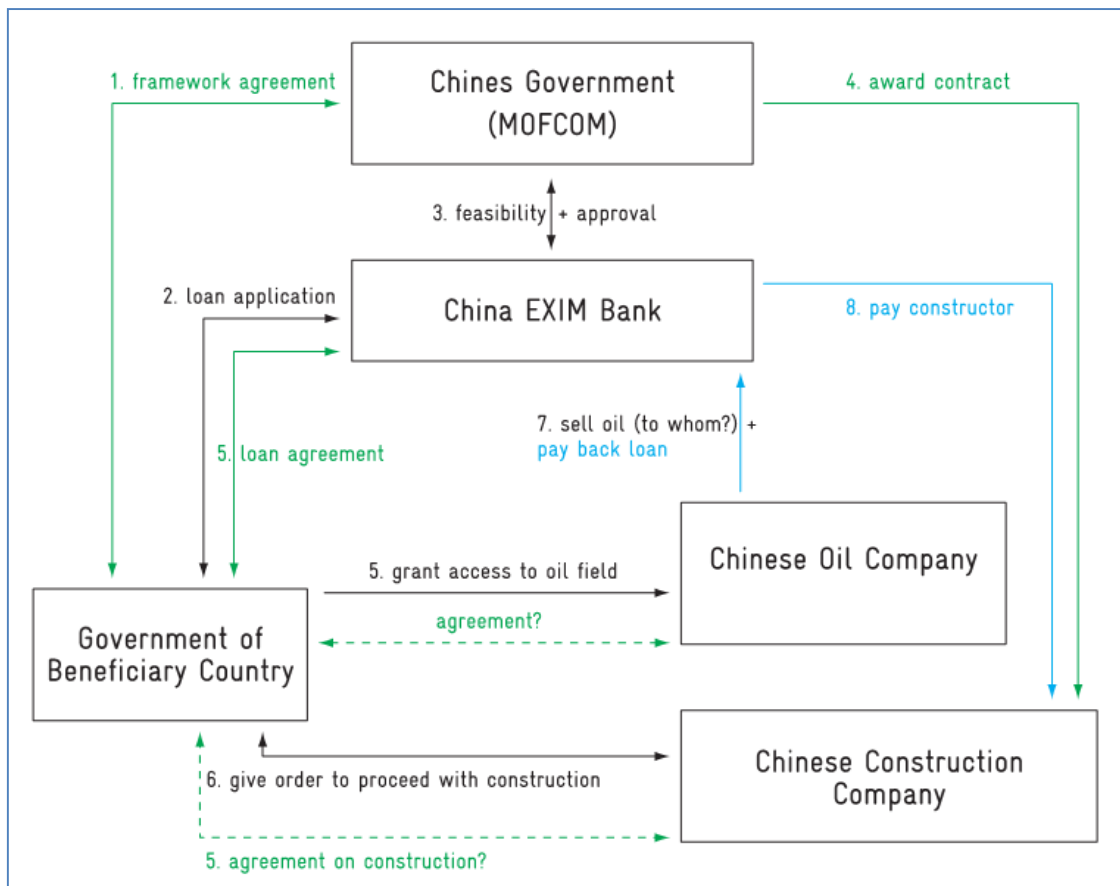 1. framework agreement
Chines Government
(MOFCOM)
4. award contract
3. feasibility + approval
2. loan application
China EXIM Bank
8. pay constructor
7. sell oil (to whom?) +
pay back loan
5. loan agreement
Chinese Oil Company
5. grant access to oil field
agreement?
Government of
Beneficiary Country
Chinese Construction
Company
6. give order to proceed with construction
5. agreement on construction?